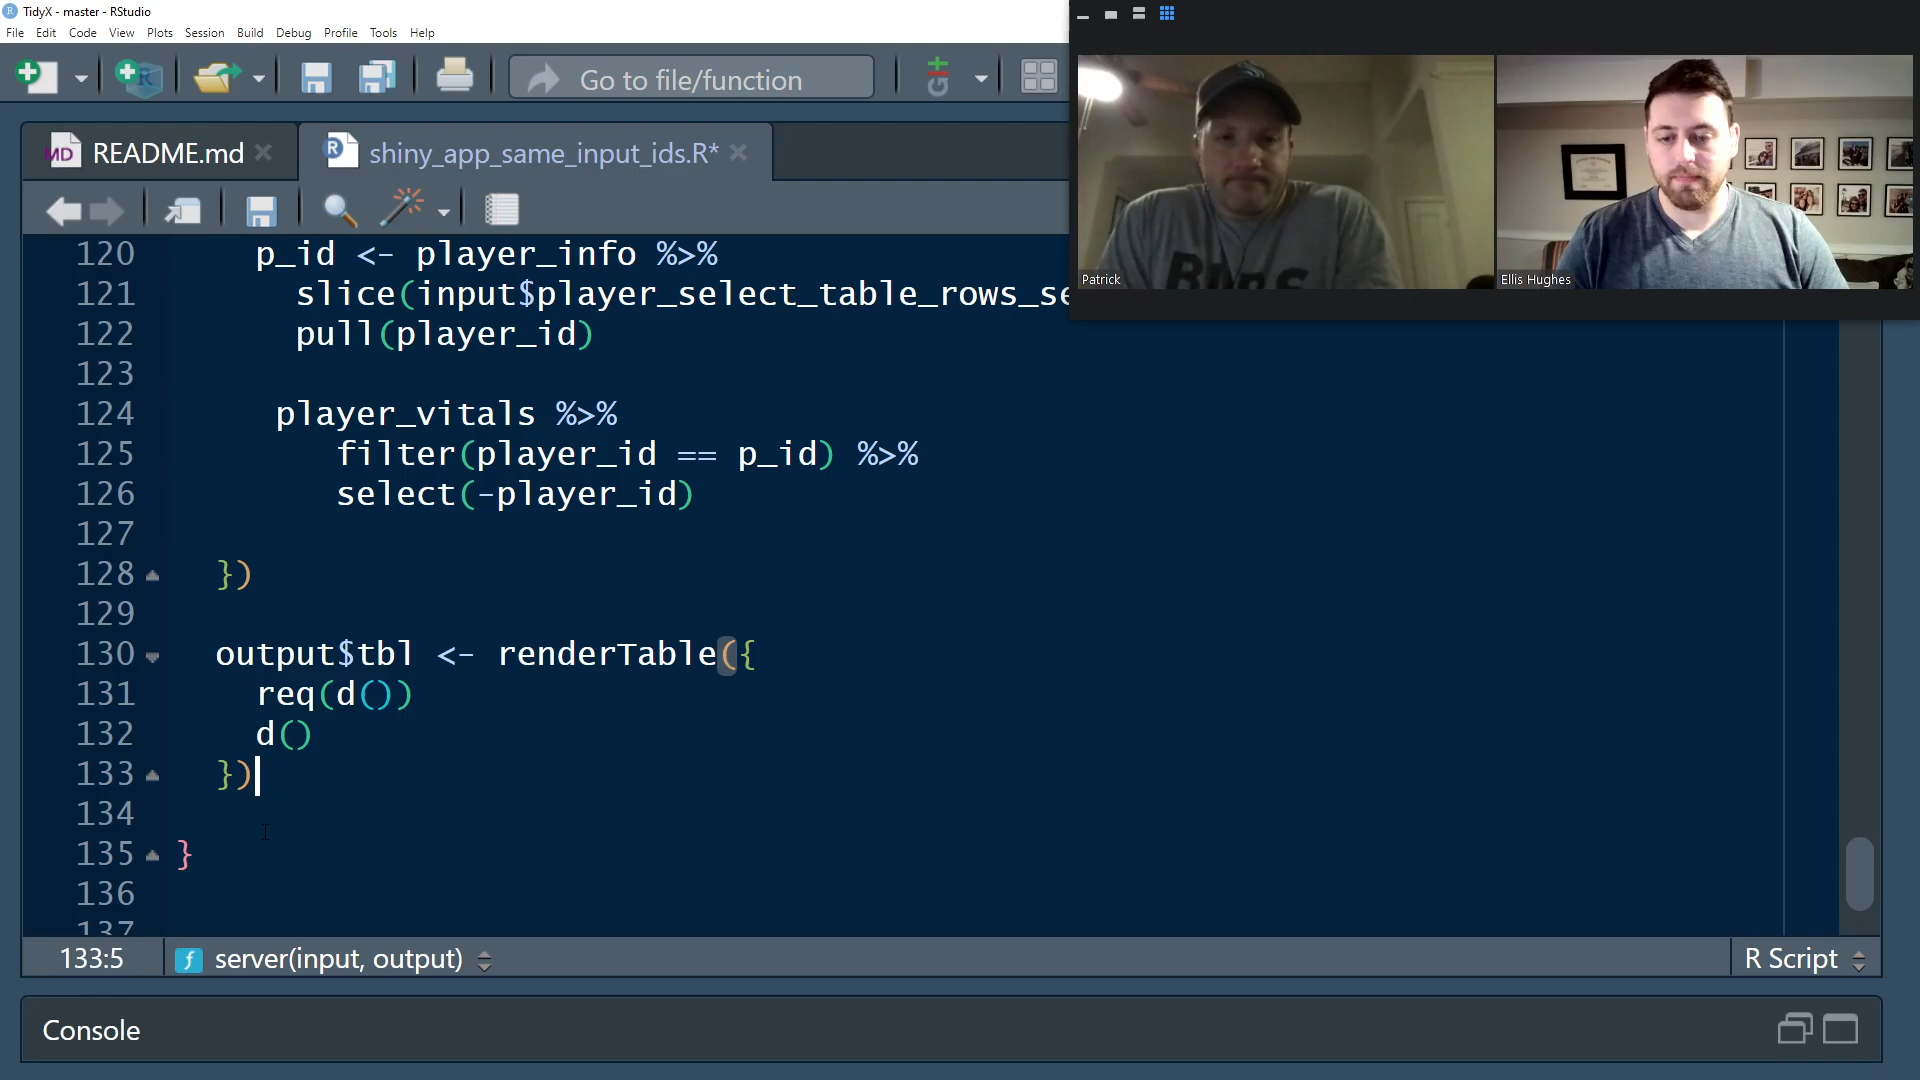 TidyX - master - RStudio
File Edit Code View Plots Session Build Debug Profile Tools Help
Go to file/function
README.md
shiny_app_same_input_ids.R*
120 p_id <- player_info %>%
121 slice(input$player_select_table_rows_se
122 pull(player_id)
123
124 player_vitals %>%
125 filter(player_id == p_id) %>%
126 select(-player_id)
127
128 })
129
130 output$tbl <- renderTable({
131 req(d())
132 d()
133 })
134
135 }
136
137
133:5 server(input, output) R Script
Console
Patrick
Ellis Hughes